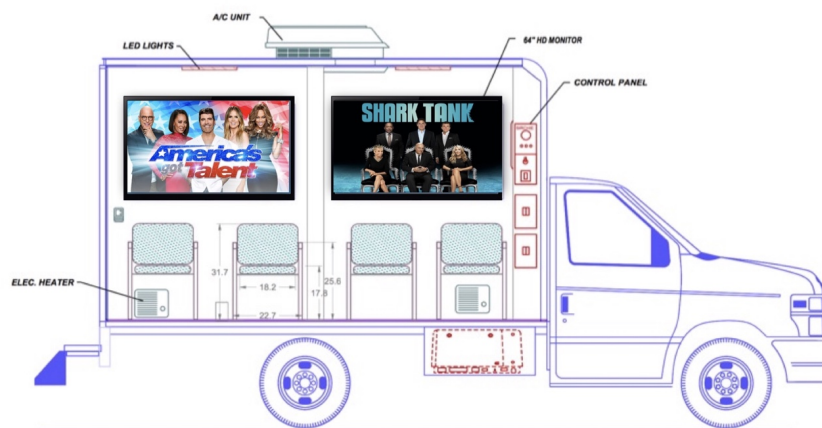 A/C UNIT
LED LIGHTS
64" HD MONITOR
CONTROL PANEL
SHARK TANK
America's
got Talent
31.7
25.6
18.2
17.8
ELEC. HEATER
22.7